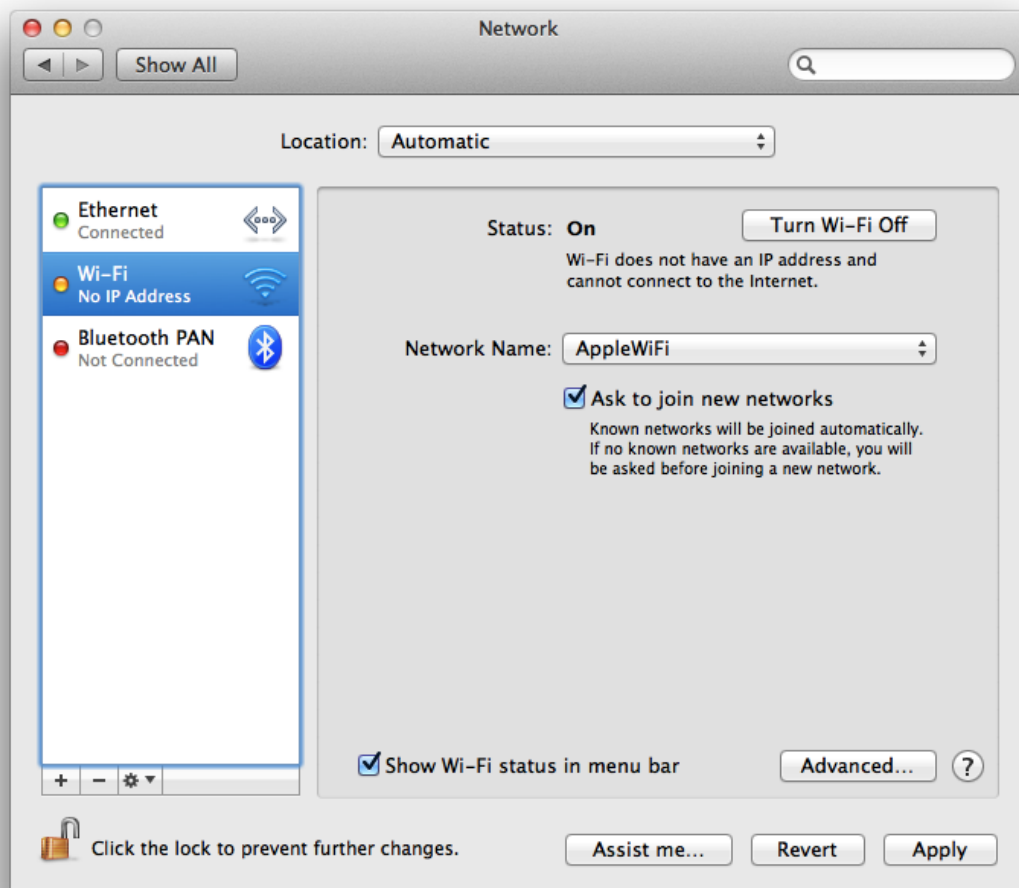 Network
Show All
Location: Automatic
Ethernet
Connected
Wi-Fi
No IP Address
Bluetooth PAN
Not Connected
Status: On
Turn Wi-Fi Off
Wi-Fi does not have an IP address and
cannot connect to the Internet.
Network Name: AppleWiFi
Ask to join new networks
Known networks will be joined automatically.
If no known networks are available, you will
be asked before joining a new network.
Show Wi-Fi status in menu bar
Advanced...
?
+ −
Click the lock to prevent further changes.
Assist me...
Revert
Apply